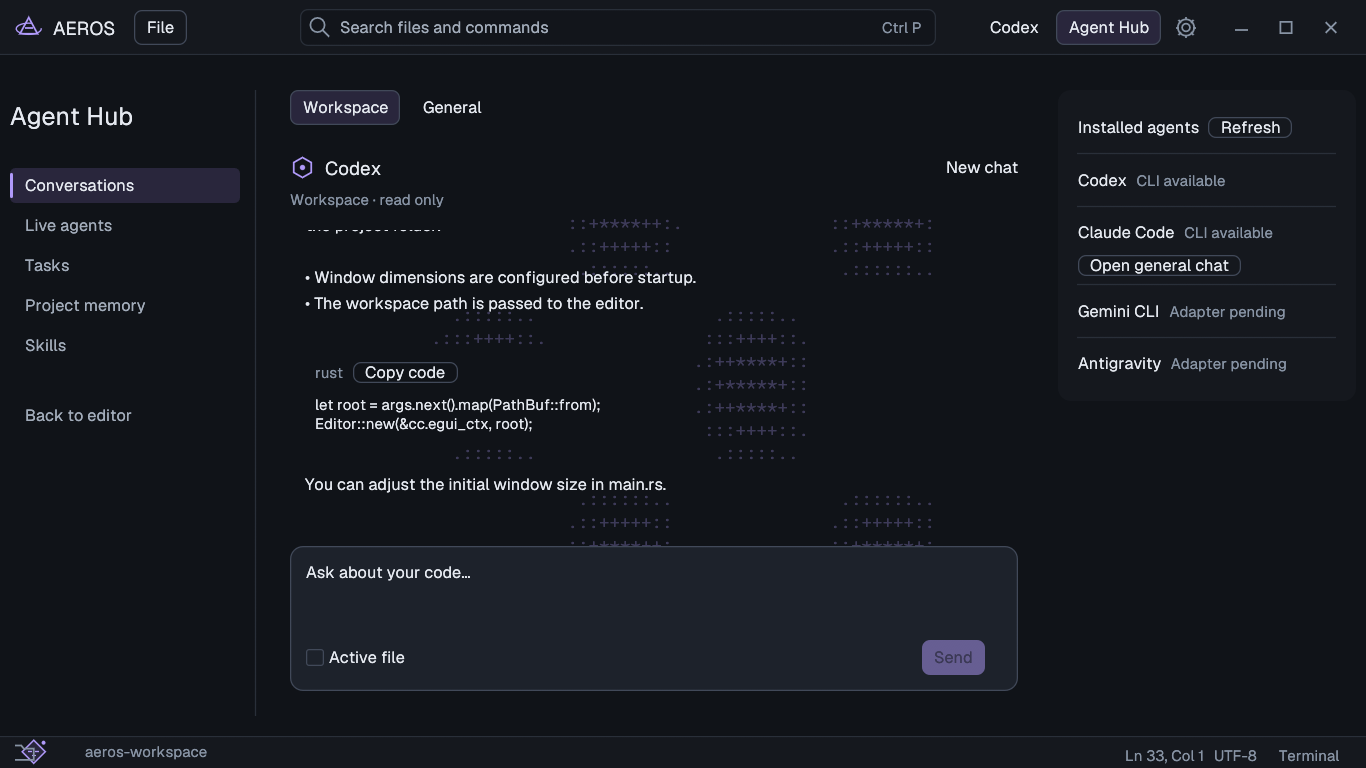 AEROS
File
Search files and commands
Ctrl P
Codex
Agent Hub
Agent Hub
Conversations
Live agents
Tasks
Project memory
Skills
Back to editor
Workspace
General
Codex
New chat
Workspace · read only
• Window dimensions are configured before startup.
• The workspace path is passed to the editor.
rust
Copy code
let root = args.next().map(PathBuf::from);
Editor::new(&cc.egui_ctx, root);
You can adjust the initial window size in main.rs.
Ask about your code...
Active file
Send
Installed agents
Refresh
Codex CLI available
Claude Code CLI available
Open general chat
Gemini CLI Adapter pending
Antigravity Adapter pending
aeros-workspace
Ln 33, Col 1 UTF-8 Terminal